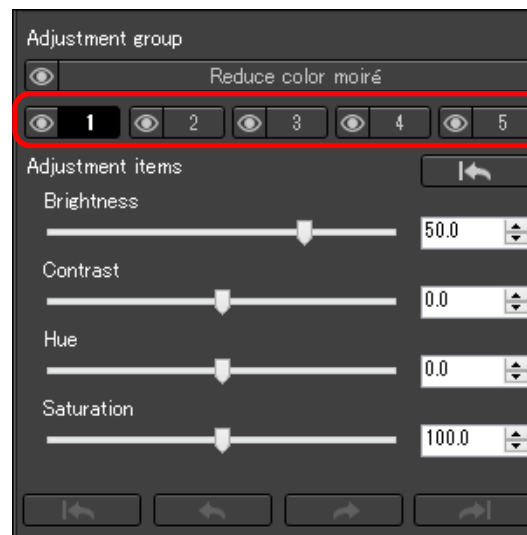 Adjustment group
Reduce color moiré
1 2 3 4 5
Adjustment items
Brightness
50.0
Contrast
0.0
Hue
0.0
Saturation
100.0